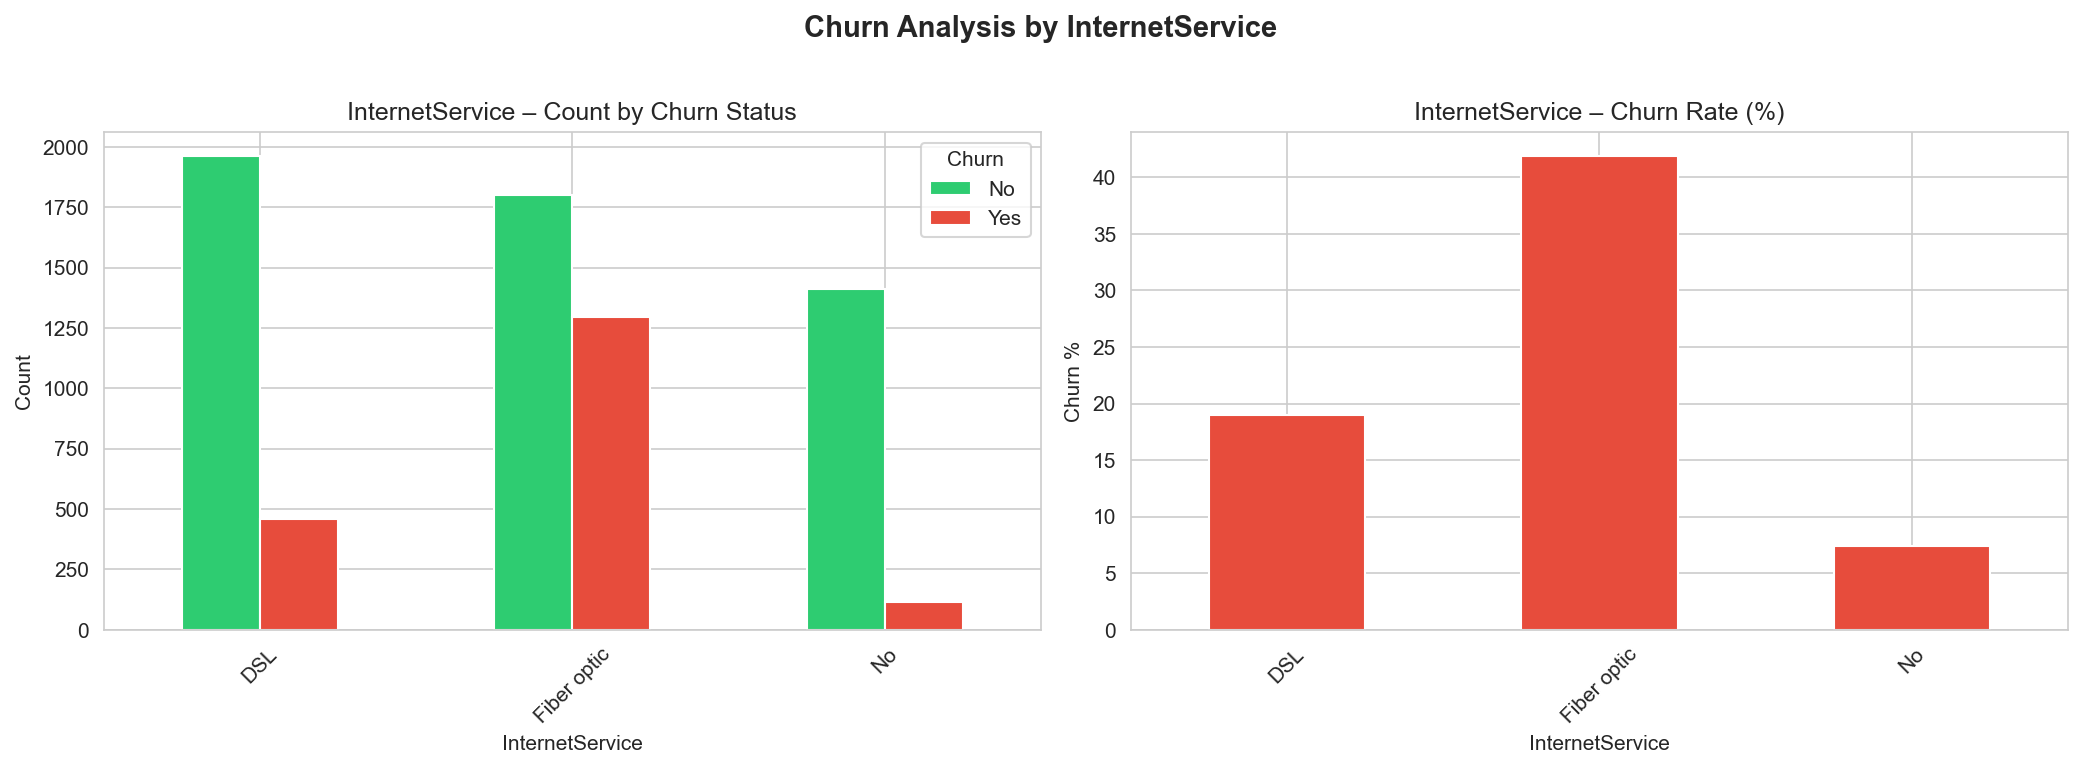 Churn Analysis by InternetService
InternetService – Count by Churn Status
Count
2000
1750
1500
1250
1000
750
500
250
0
Churn
No
Yes
DSL
Fiber optic
No
InternetService
InternetService – Churn Rate (%)
Churn %
40
35
30
25
20
15
10
5
0
DSL
Fiber optic
No
InternetService